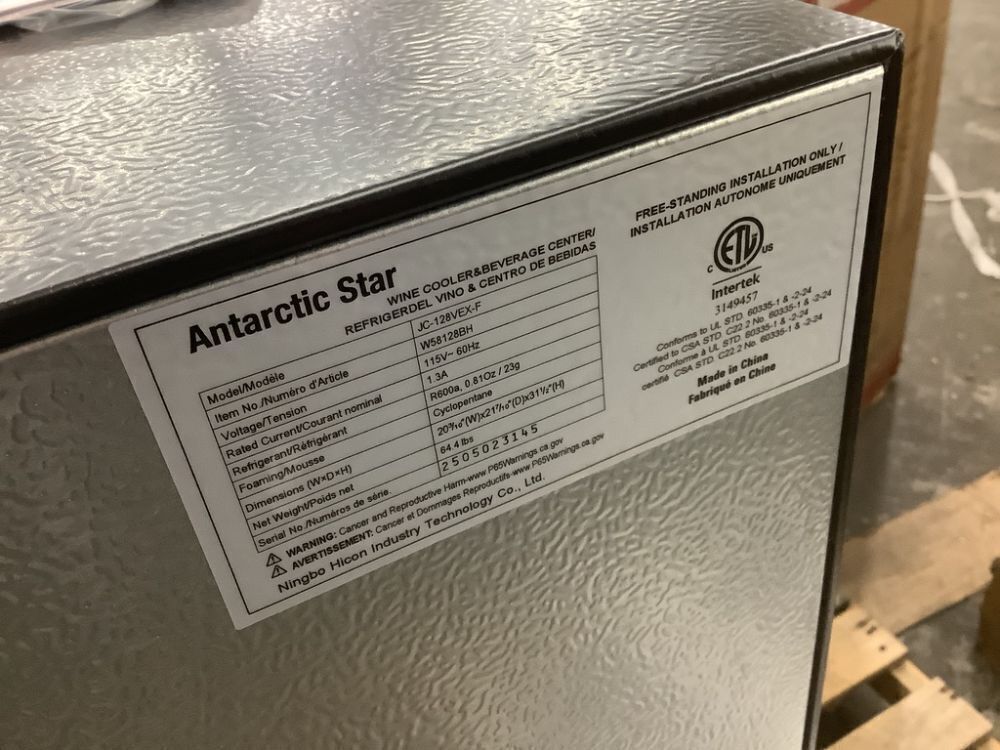 Antarctic Star
WINE COOLER&BEVERAGE CENTER/
REFRIGERDEL VINO & CENTRO DE BEBIDAS
Model/Modèle JC-128VEX-F
Item No./Numéro d'Article W58128BH
Voltage/Tension 115V~ 60Hz
Rated Current/Courant nominal 1.3A
Refrigerant/Réfrigérant R600a, 0.81Oz / 23g
Foaming/Mousse Cyclopentane
Dimensions (W×D×H) 20³/₁₆"(W)x21⁷/₁₆"(D)x31¹/₂"(H)
Net Weight/Poids net 64.4 lbs
Serial No./Numéros de série. 2505023145
WARNING: Cancer and Reproductive Harm-www.P65Warnings.ca.gov
AVERTISSEMENT: Cancer et Dommages Reproductifs-www.P65Warnings.ca.gov
Ningbo Hicon Industry Technology Co., Ltd.
FREE-STANDING INSTALLATION ONLY /
INSTALLATION AUTONOME UNIQUEMENT
C ETL US
Intertek
3149457
Conforms to UL STD. 60335-1 & -2-24
Certified to CSA STD. C22.2 No. 60335-1 & -2-24
Conforme à UL STD. 60335-1 & -2-24
certifié CSA STD. C22.2 No. 60335-1 & -2-24
Made in China
Fabriqué en Chine